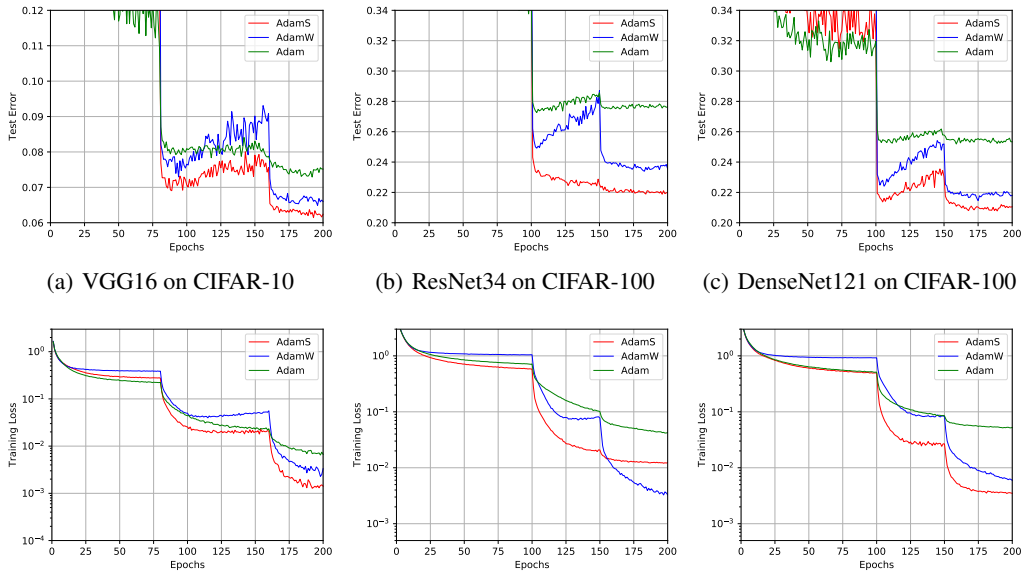 0.12
0.11
0.10
0.09
0.08
0.07
0.06
Test Error
0 25 50 75 100 125 150 175 200
Epochs
AdamS
AdamW
Adam
0.34
0.32
0.30
0.28
0.26
0.24
0.22
0.20
Test Error
0 25 50 75 100 125 150 175 200
Epochs
AdamS
AdamW
Adam
0.34
0.32
0.30
0.28
0.26
0.24
0.22
0.20
Test Error
0 25 50 75 100 125 150 175 200
Epochs
AdamS
AdamW
Adam
(a) VGG16 on CIFAR-10
(b) ResNet34 on CIFAR-100
(c) DenseNet121 on CIFAR-100
10⁰
10⁻¹
10⁻²
10⁻³
10⁻⁴
Training Loss
0 25 50 75 100 125 150 175 200
Epochs
AdamS
AdamW
Adam
10⁰
10⁻¹
10⁻²
10⁻³
Training Loss
0 25 50 75 100 125 150 175 200
Epochs
AdamS
AdamW
Adam
10⁰
10⁻¹
10⁻²
10⁻³
Training Loss
0 25 50 75 100 125 150 175 200
Epochs
AdamS
AdamW
Adam